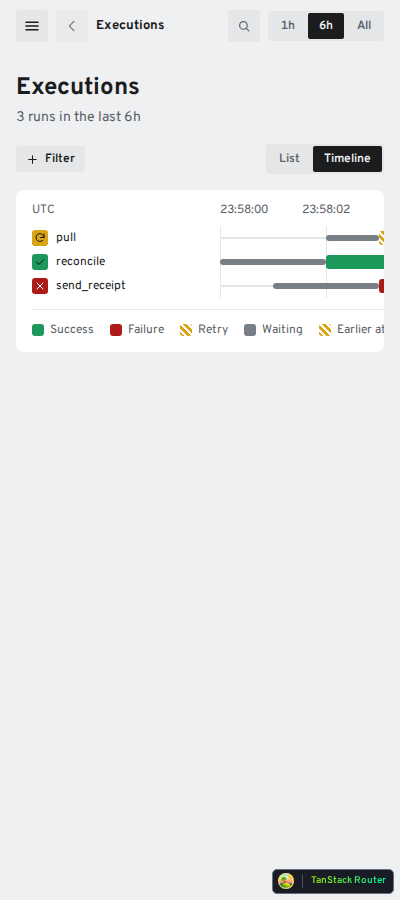 Executions
1h 6h All
Executions
3 runs in the last 6h
Filter
List Timeline
UTC 23:58:00 23:58:02
pull
reconcile
send_receipt
Success Failure Retry Waiting Earlier at
TanStack Router